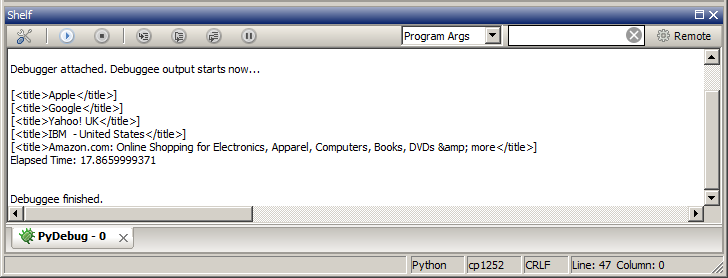 Shelf
Program Args
Remote
Debugger attached. Debuggee output starts now...
[<title>Apple</title>]
[<title>Google</title>]
[<title>Yahoo! UK</title>]
[<title>IBM  - United States</title>]
[<title>Amazon.com: Online Shopping for Electronics, Apparel, Computers, Books, DVDs &amp; more</title>]
Elapsed Time: 17.8659999371
Debuggee finished.
PyDebug - 0
Python cp1252 CRLF Line: 47 Column: 0